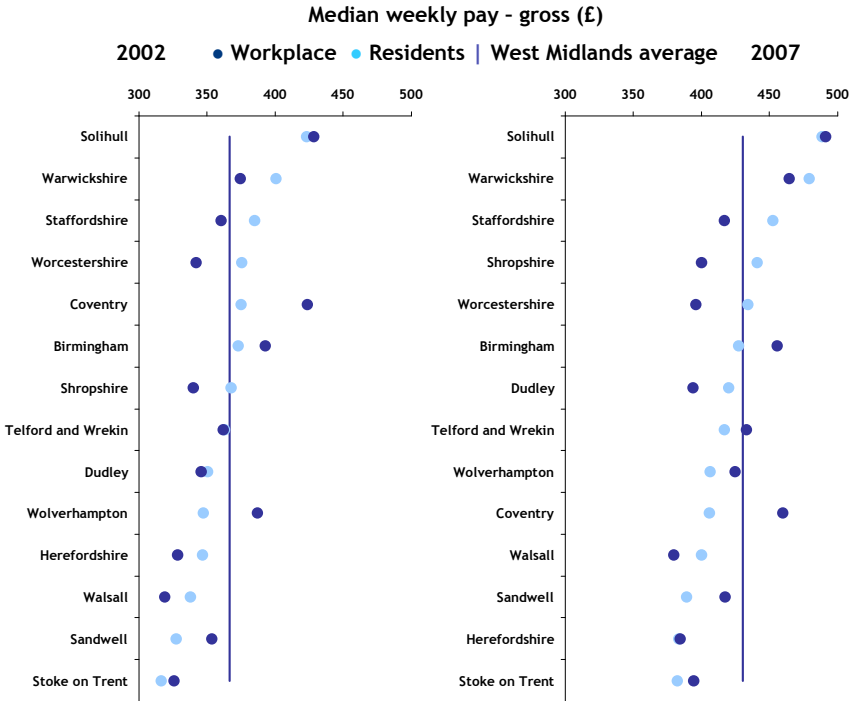 Median weekly pay - gross (£)
2002 Workplace Residents | West Midlands average 2007
300 350 400 450 500
Solihull
Warwickshire
Staffordshire
Worcestershire
Coventry
Birmingham
Shropshire
Telford and Wrekin
Dudley
Wolverhampton
Herefordshire
Walsall
Sandwell
Stoke on Trent
300 350 400 450 500
Solihull
Warwickshire
Staffordshire
Shropshire
Worcestershire
Birmingham
Dudley
Telford and Wrekin
Wolverhampton
Coventry
Walsall
Sandwell
Herefordshire
Stoke on Trent